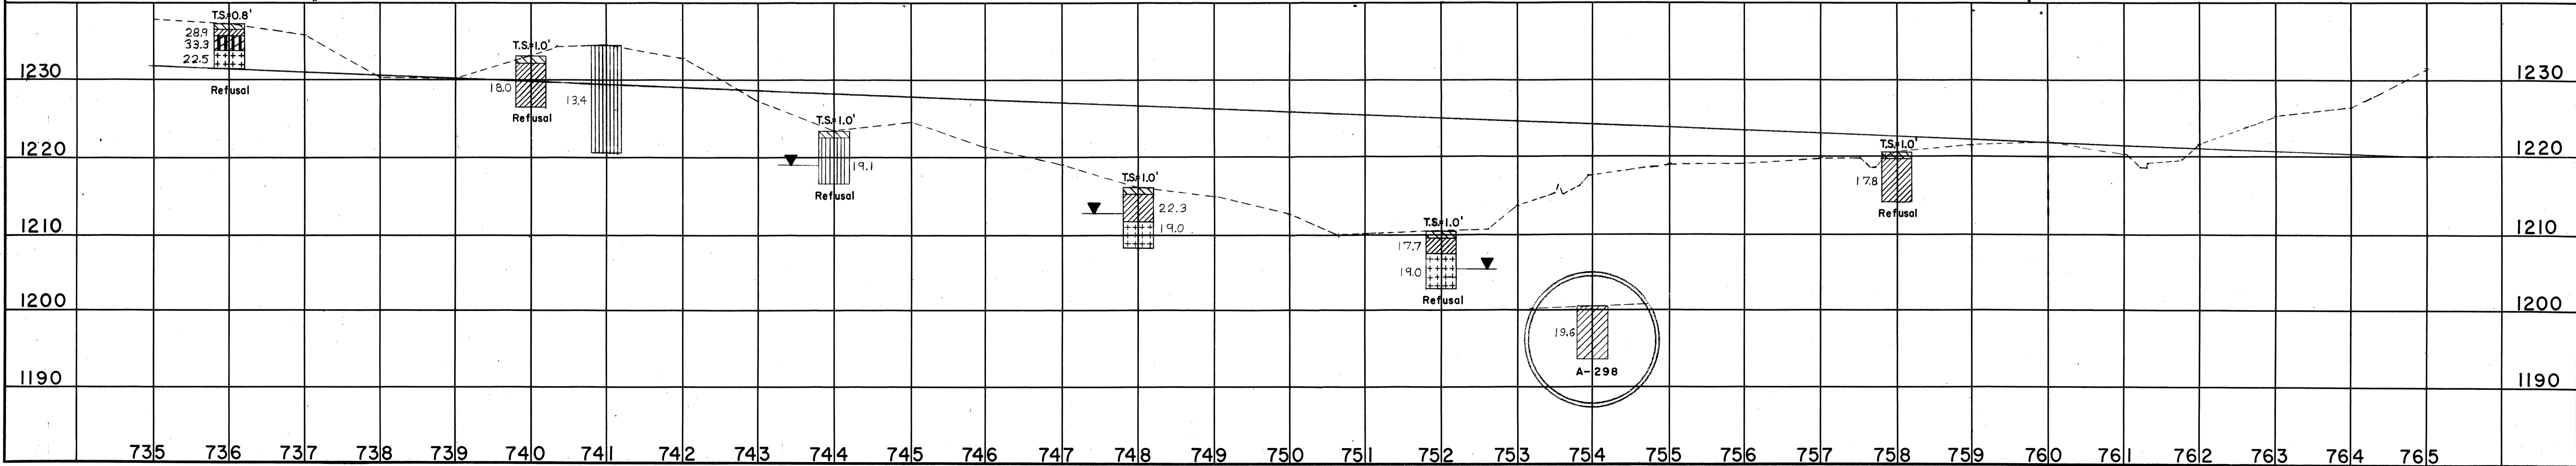 T.S.=0.8'
28.9
33.3
22.5
Refusal
T.S.=1.0'
18.0
Refusal
13.4
T.S.=1.0'
19.1
Refusal
T.S.=1.0'
22.3
19.0
T.S.=1.0'
17.7
19.0
Refusal
19.6
A-298
T.S.=1.0'
17.8
Refusal
1230 1230
1220 1220
1210 1210
1200 1200
1190 1190
735 736 737 738 739 740 741 742 743 744 745 746 747 748 749 750 751 752 753 754 755 756 757 758 759 760 761 762 763 764 765